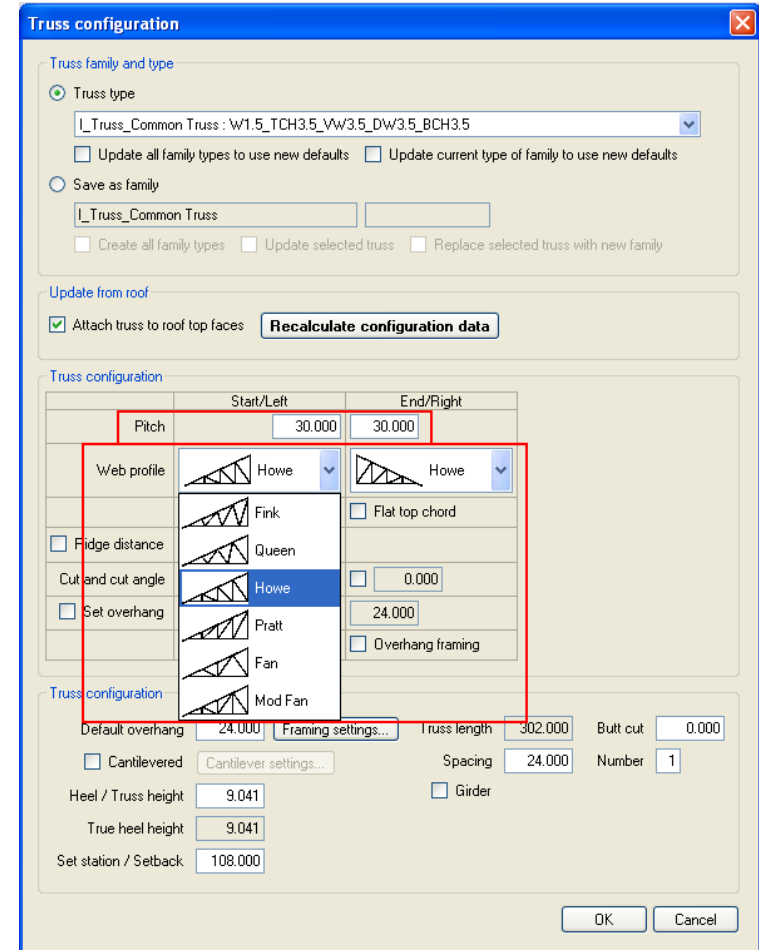 Truss configuration
Truss family and type
Truss type
I_Truss_Common Truss : W1.5_TCH3.5_VW3.5_DW3.5_BCH3.5
Update all family types to use new defaults Update current type of family to use new defaults
Save as family
I_Truss_Common Truss
Create all family types Update selected truss Replace selected truss with new family
Update from roof
Attach truss to roof top faces Recalculate configuration data
Truss configuration
Start/Left End/Right
Pitch 30.000 30.000
Web profile Howe Howe
Fink Flat top chord
Ridge distance Queen
Cut and cut angle Howe 0.000
Set overhang Pratt 24.000
Fan Overhang framing
Mod Fan
Truss configuration
Default overhang 24.000 Framing settings... Truss length 302.000 Butt cut 0.000
Cantilevered Cantilever settings... Spacing 24.000 Number 1
Heel / Truss height 9.041 Girder
True heel height 9.041
Set station / Setback 108.000
OK Cancel